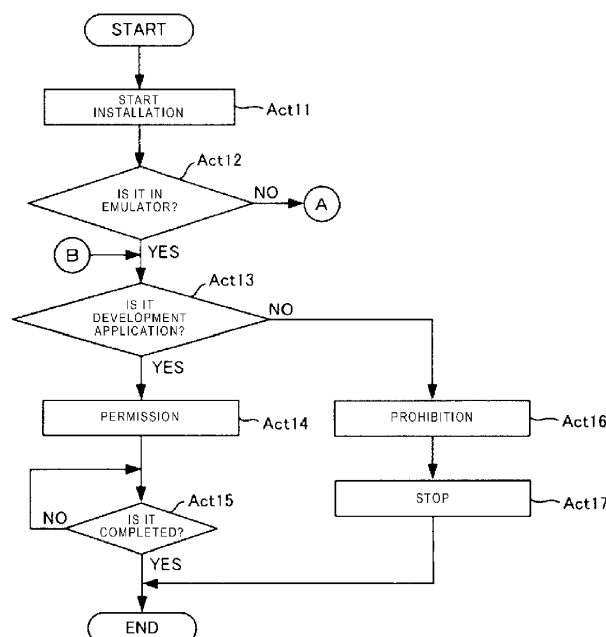 START
START
INSTALLATION
Act11
Act12
IS IT IN
EMULATOR?
NO
A
B
YES
Act13
IS IT
DEVELOPMENT
APPLICATION?
NO
YES
PERMISSION
Act14
PROHIBITION
Act16
Act15
STOP
Act17
IS IT
COMPLETED?
NO
YES
END